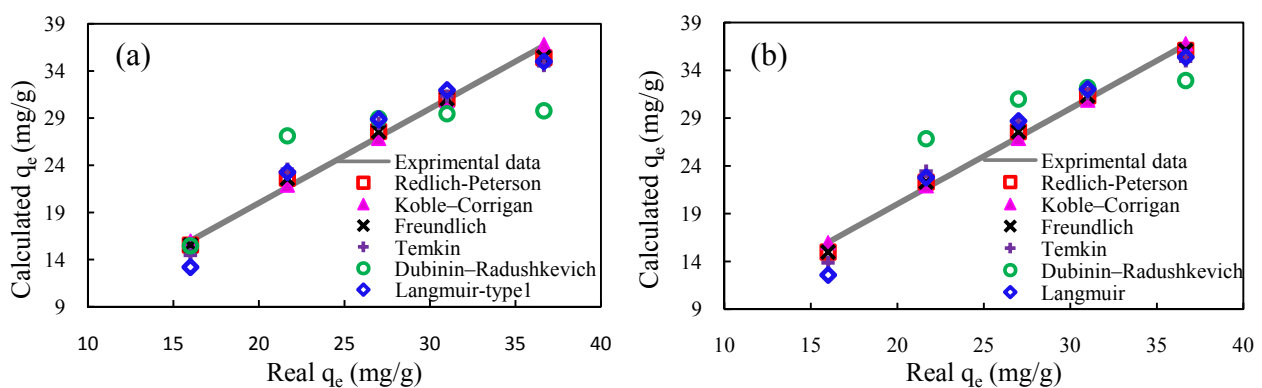 (a)
Calculated qe (mg/g)
39
34
29
24
19
14
9
Exprimental data
Redlich-Peterson
Koble–Corrigan
Freundlich
Temkin
Dubinin–Radushkevich
Langmuir-type1
10 15 20 25 30 35 40
Real qe (mg/g)
(b)
Calculated qe (mg/g)
39
34
29
24
19
14
9
Exprimental data
Redlich-Peterson
Koble–Corrigan
Freundlich
Temkin
Dubinin–Radushkevich
Langmuir
10 15 20 25 30 35 40
Real qe (mg/g)